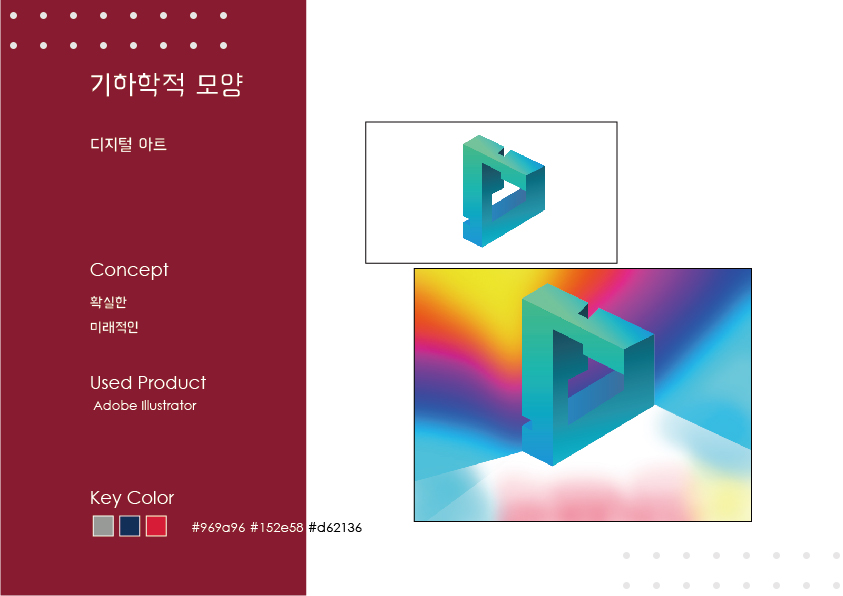 기하학적 모양
디지털 아트
Concept
확실한
미래적인
Used Product
Adobe Illustrator
Key Color
#969a96 #152e58 #d62136